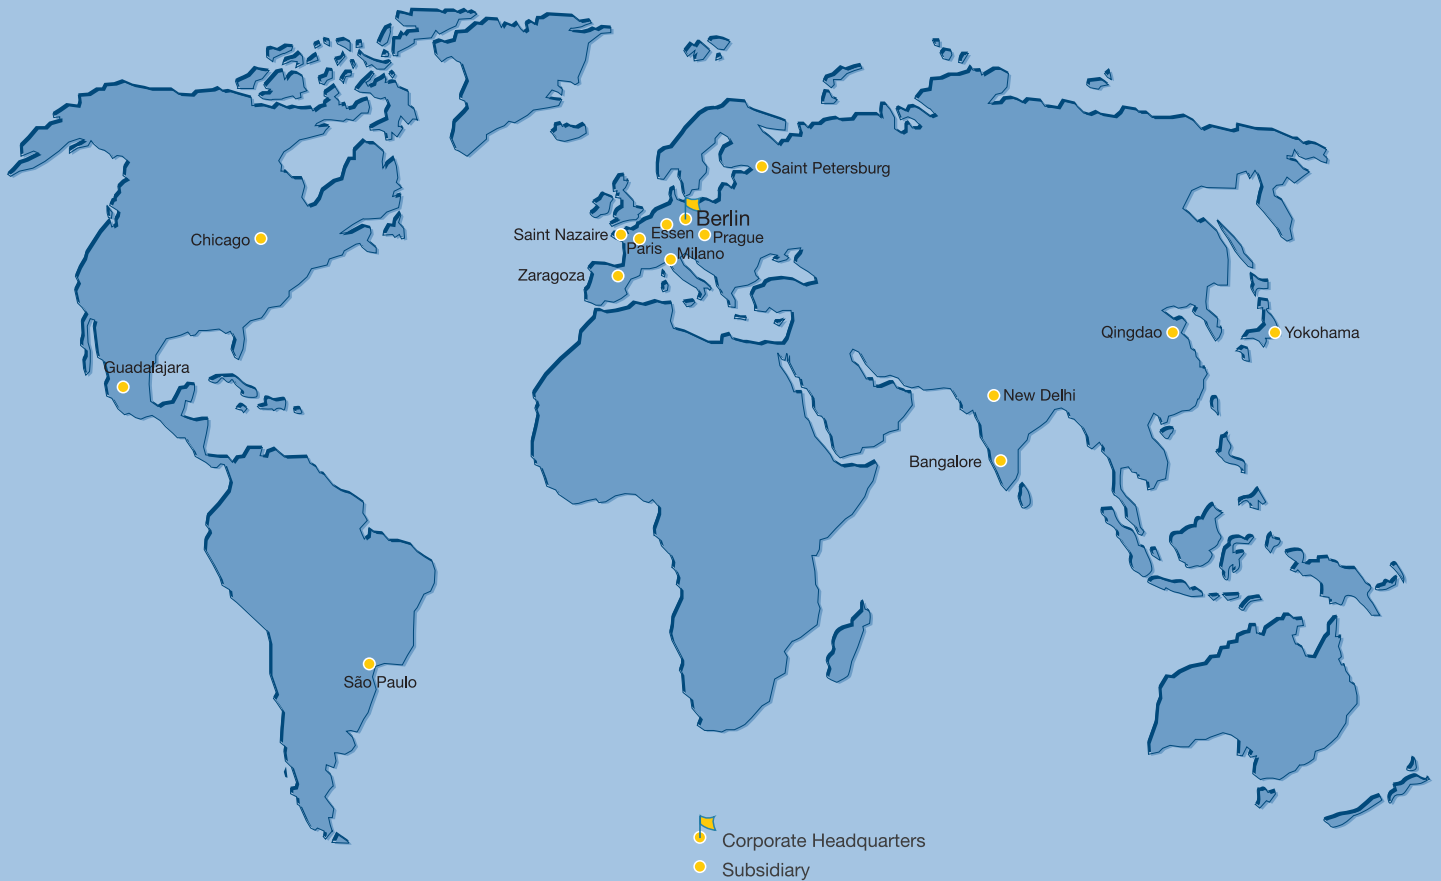 Saint Petersburg
Berlin
Chicago
Saint Nazaire
Essen
Prague
Paris
Milano
Zaragoza
Qingdao
Yokohama
Guadalajara
New Delhi
Bangalore
São Paulo
Corporate Headquarters
Subsidiary